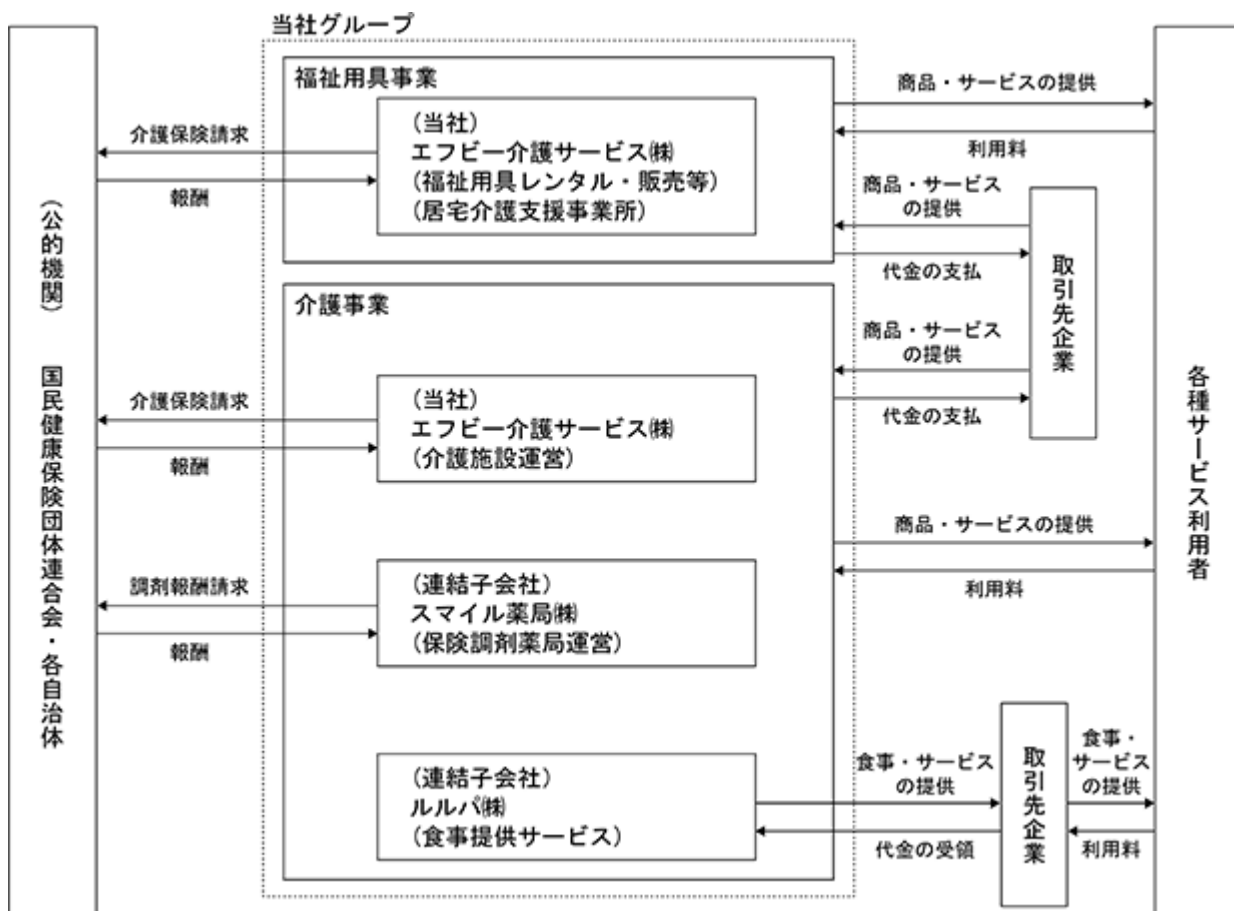 当社グループ
(公的機関) 国民健康保険団体連合会・各自治体
福祉用具事業
(当社)
エフビー介護サービス㈱
(福祉用具レンタル・販売等)
(居宅介護支援事業所)
介護保険請求
報酬
商品・サービスの提供
利用料
商品・サービス
の提供
代金の支払
取引先企業
介護事業
商品・サービス
の提供
代金の支払
(当社)
エフビー介護サービス㈱
(介護施設運営)
介護保険請求
報酬
商品・サービスの提供
利用料
各種サービス利用者
(連結子会社)
スマイル薬局㈱
(保険調剤薬局運営)
調剤報酬請求
報酬
(連結子会社)
ルルパ㈱
(食事提供サービス)
食事・サービス
の提供
代金の受領
取引先企業
食事・
サービス
の提供
利用料